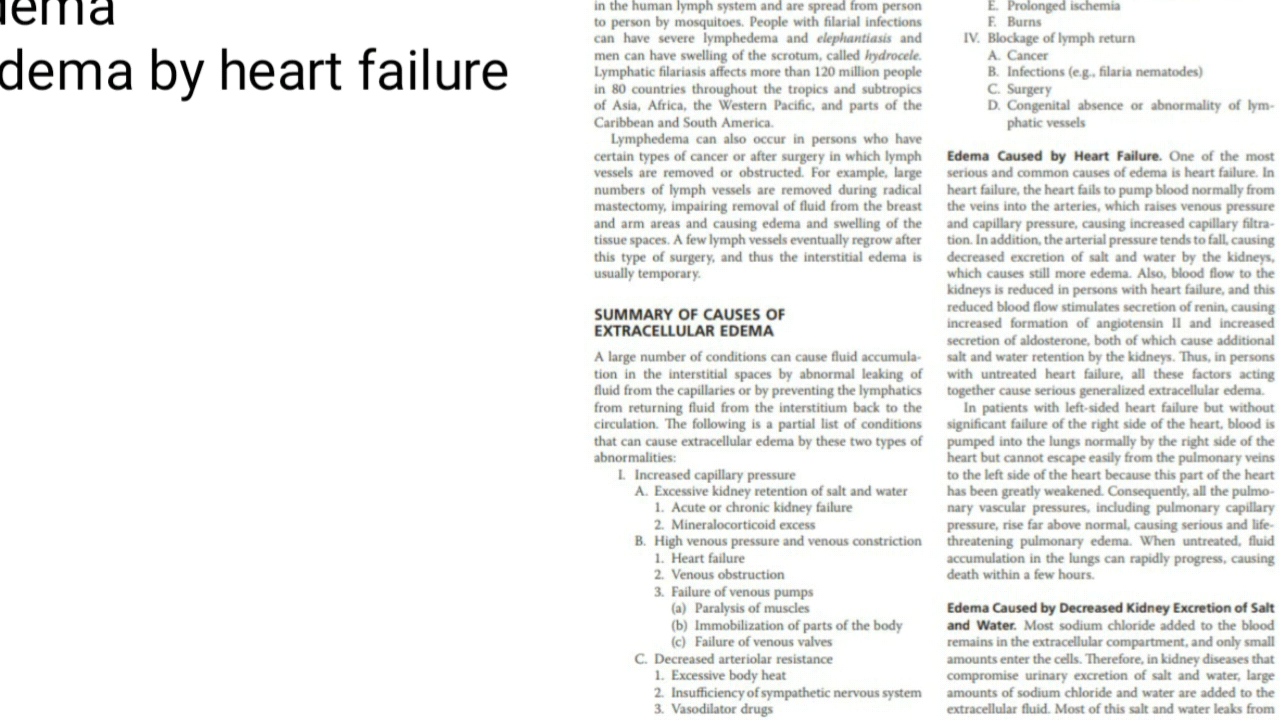 dema
dema by heart failure
in the human lymph system and are spread from person
to person by mosquitoes. People with filarial infections
can have severe lymphedema and elephantiasis and
men can have swelling of the scrotum, called hydrocele.
Lymphatic filariasis affects more than 120 million people
in 80 countries throughout the tropics and subtropics
of Asia, Africa, the Western Pacific, and parts of the
Caribbean and South America.
Lymphedema can also occur in persons who have
certain types of cancer or after surgery in which lymph
vessels are removed or obstructed. For example, large
numbers of lymph vessels are removed during radical
mastectomy, impairing removal of fluid from the breast
and arm areas and causing edema and swelling of the
tissue spaces. A few lymph vessels eventually regrow after
this type of surgery, and thus the interstitial edema is
usually temporary.
SUMMARY OF CAUSES OF
EXTRACELLULAR EDEMA
A large number of conditions can cause fluid accumula-
tion in the interstitial spaces by abnormal leaking of
fluid from the capillaries or by preventing the lymphatics
from returning fluid from the interstitium back to the
circulation. The following is a partial list of conditions
that can cause extracellular edema by these two types of
abnormalities:
I. Increased capillary pressure
A. Excessive kidney retention of salt and water
1. Acute or chronic kidney failure
2. Mineralocorticoid excess
B. High venous pressure and venous constriction
1. Heart failure
2. Venous obstruction
3. Failure of venous pumps
(a) Paralysis of muscles
(b) Immobilization of parts of the body
(c) Failure of venous valves
C. Decreased arteriolar resistance
1. Excessive body heat
2. Insufficiency of sympathetic nervous system
3. Vasodilator drugs
E. Prolonged ischemia
F. Burns
IV. Blockage of lymph return
A. Cancer
B. Infections (e.g., filaria nematodes)
C. Surgery
D. Congenital absence or abnormality of lym-
phatic vessels
Edema Caused by Heart Failure. One of the most
serious and common causes of edema is heart failure. In
heart failure, the heart fails to pump blood normally from
the veins into the arteries, which raises venous pressure
and capillary pressure, causing increased capillary filtra-
tion. In addition, the arterial pressure tends to fall, causing
decreased excretion of salt and water by the kidneys,
which causes still more edema. Also, blood flow to the
kidneys is reduced in persons with heart failure, and this
reduced blood flow stimulates secretion of renin, causing
increased formation of angiotensin II and increased
secretion of aldosterone, both of which cause additional
salt and water retention by the kidneys. Thus, in persons
with untreated heart failure, all these factors acting
together cause serious generalized extracellular edema.
In patients with left-sided heart failure but without
significant failure of the right side of the heart, blood is
pumped into the lungs normally by the right side of the
heart but cannot escape easily from the pulmonary veins
to the left side of the heart because this part of the heart
has been greatly weakened. Consequently, all the pulmo-
nary vascular pressures, including pulmonary capillary
pressure, rise far above normal, causing serious and life-
threatening pulmonary edema. When untreated, fluid
accumulation in the lungs can rapidly progress, causing
death within a few hours.
Edema Caused by Decreased Kidney Excretion of Salt
and Water. Most sodium chloride added to the blood
remains in the extracellular compartment, and only small
amounts enter the cells. Therefore, in kidney diseases that
compromise urinary excretion of salt and water, large
amounts of sodium chloride and water are added to the
extracellular fluid. Most of this salt and water leaks from